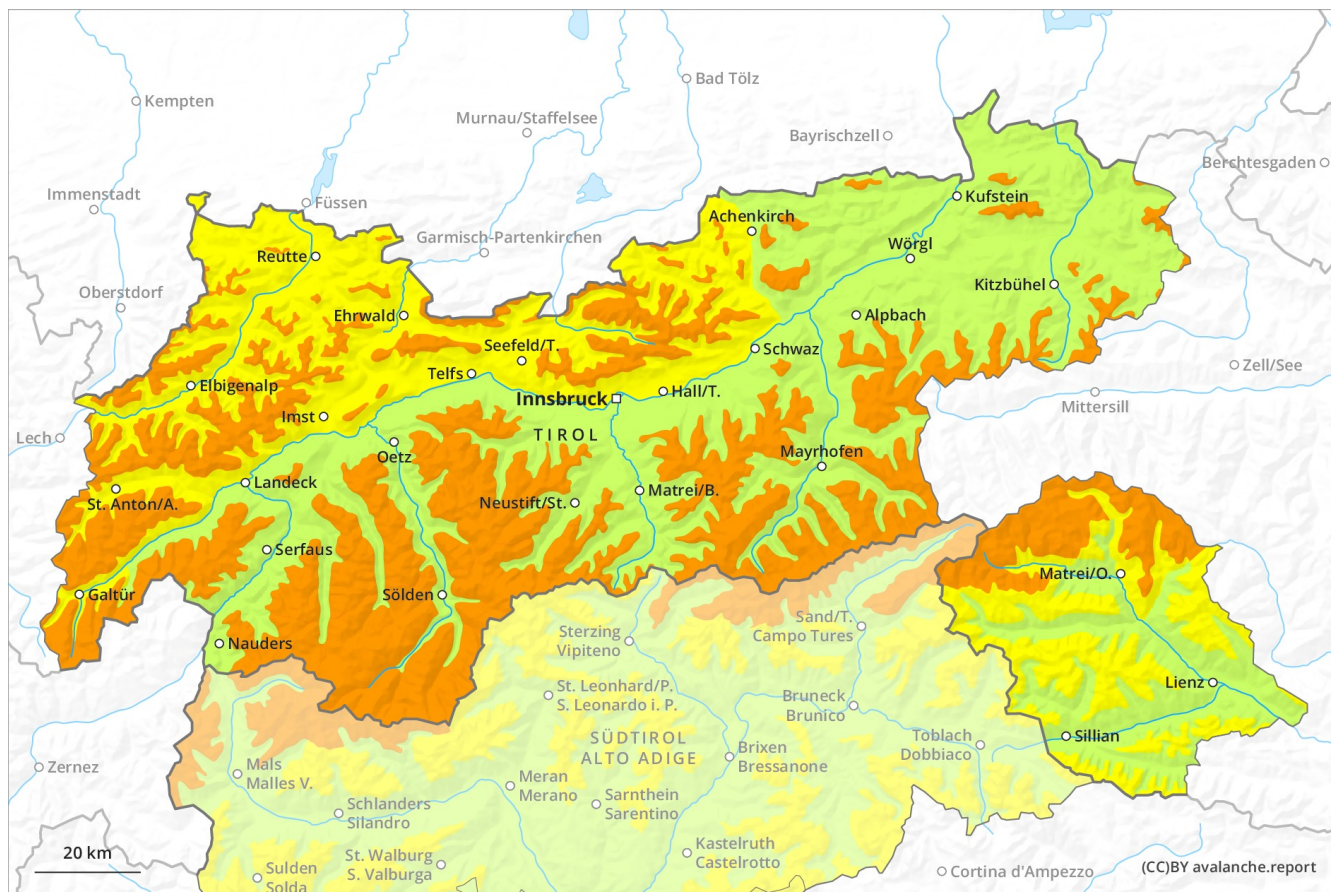 Bad Tölz
Kempten
Murnau/Staffelsee
Bayrischzell
Berchtesgaden
Immenstadt
Füssen
Kufstein
Achenkirch
Garmisch-Partenkirchen
Reutte
Wörgl
Kitzbühel
Oberstdorf
Ehrwald
Alpbach
Seefeld/T.
Schwaz
Zell/See
Telfs
Elbigenalp
Innsbruck
Hall/T.
Mittersill
Imst
Lech
TIROL
Oetz
Mayrhofen
Landeck
Matrei/B.
St. Anton/A.
Neustift/St.
Serfaus
Matrei/O.
Galtür
Sölden
Sand/T.
Campo Tures
Sterzing
Vipiteno
Nauders
Lienz
St. Leonhard/P.
S. Leonardo i. P.
Bruneck
Brunico
Sillian
Toblach
Dobbiaco
SÜDTIROL
ALTO ADIGE
Brixen
Bressanone
Zernez
Mals
Malles V.
Meran
Merano
Sarnthein
Sarentino
Schlanders
Silandro
Kastelruth
Castelrotto
20 km
St. Walburg
S. Valburga
Sulden
Solda
Cortina d'Ampezzo
(CC)BY avalanche.report